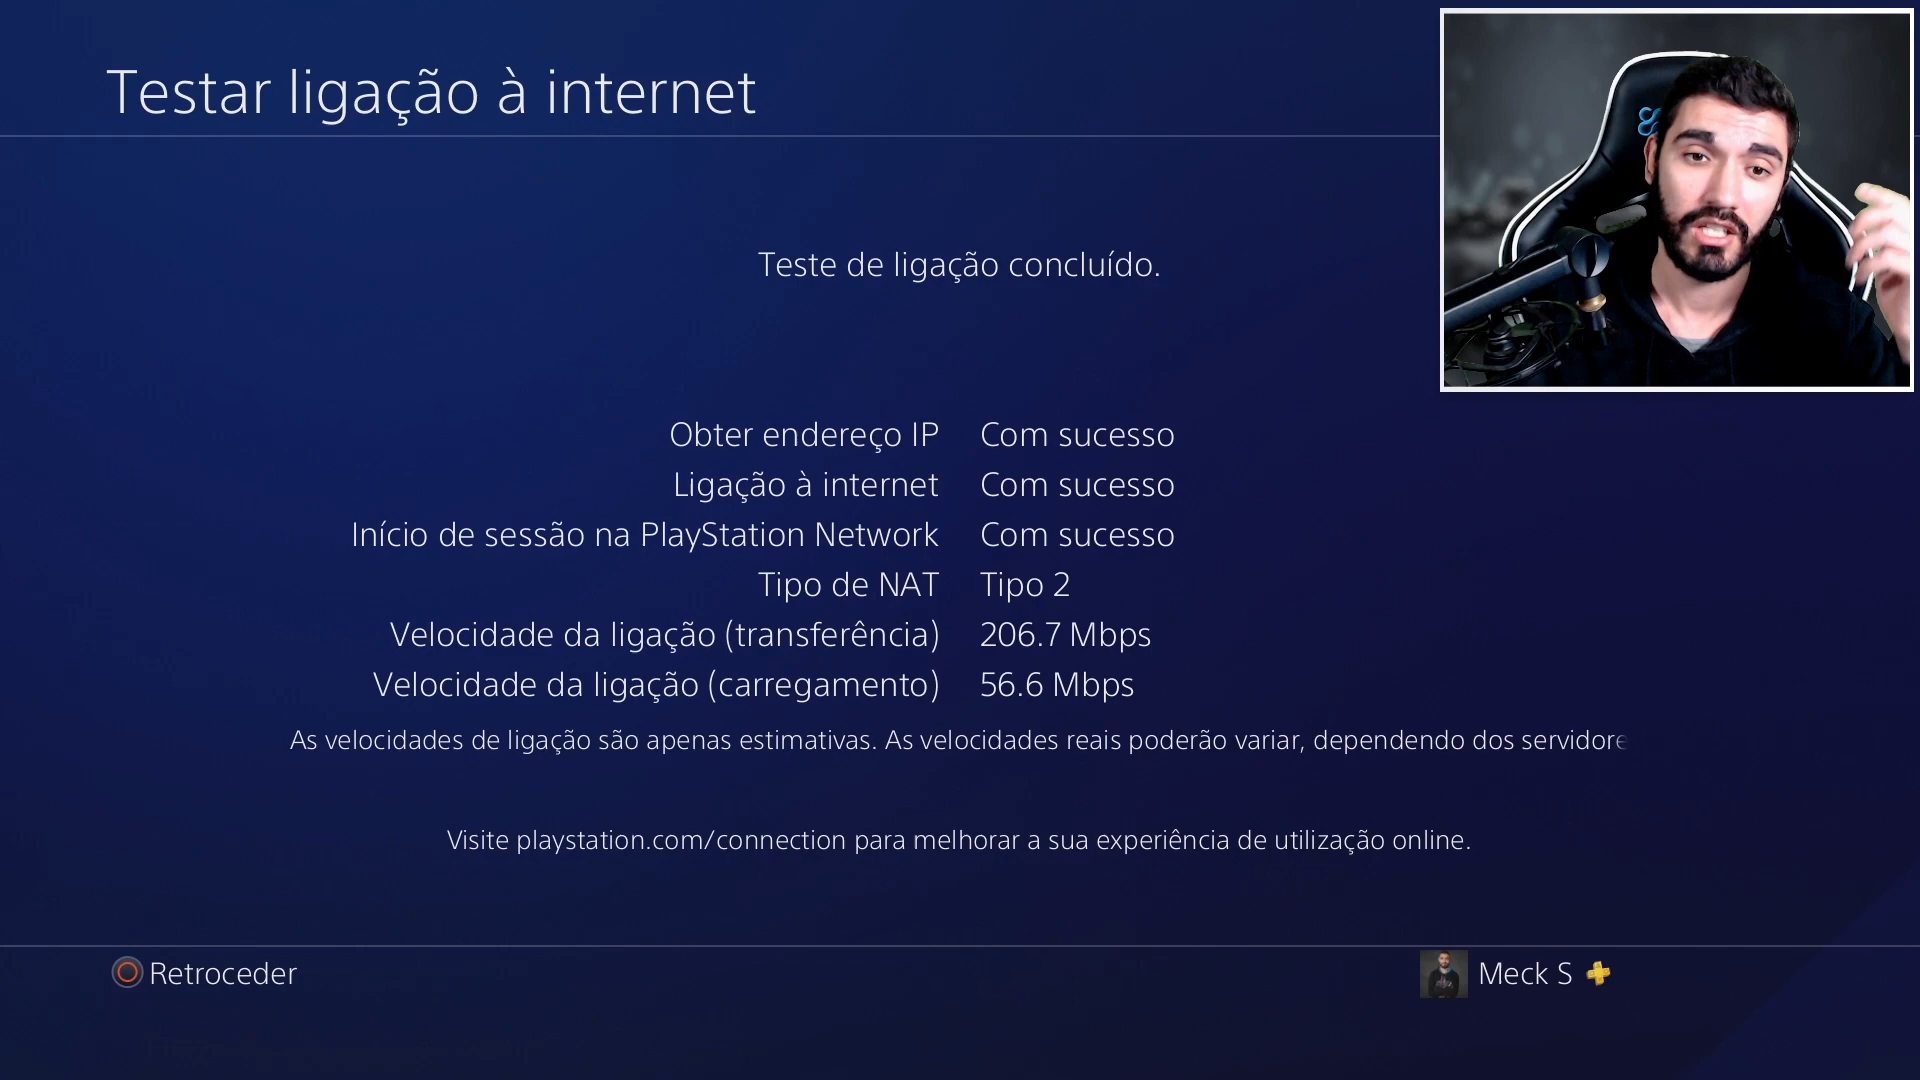 Testar ligação à internet
Teste de ligação concluído.
Obter endereço IP Com sucesso
Ligação à internet Com sucesso
Início de sessão na PlayStation Network Com sucesso
Tipo de NAT Tipo 2
Velocidade da ligação (transferência) 206.7 Mbps
Velocidade da ligação (carregamento) 56.6 Mbps
As velocidades de ligação são apenas estimativas. As velocidades reais poderão variar, dependendo dos servidore
Visite playstation.com/connection para melhorar a sua experiência de utilização online.
Retroceder
Meck S